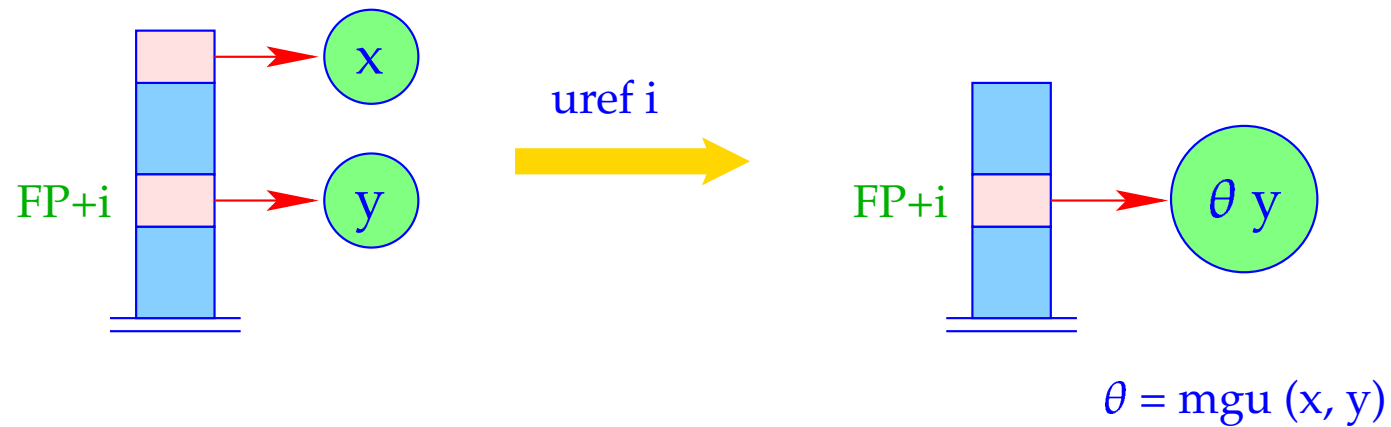 x
uref i
FP+i
y
FP+i
θ y
θ = mgu (x, y)